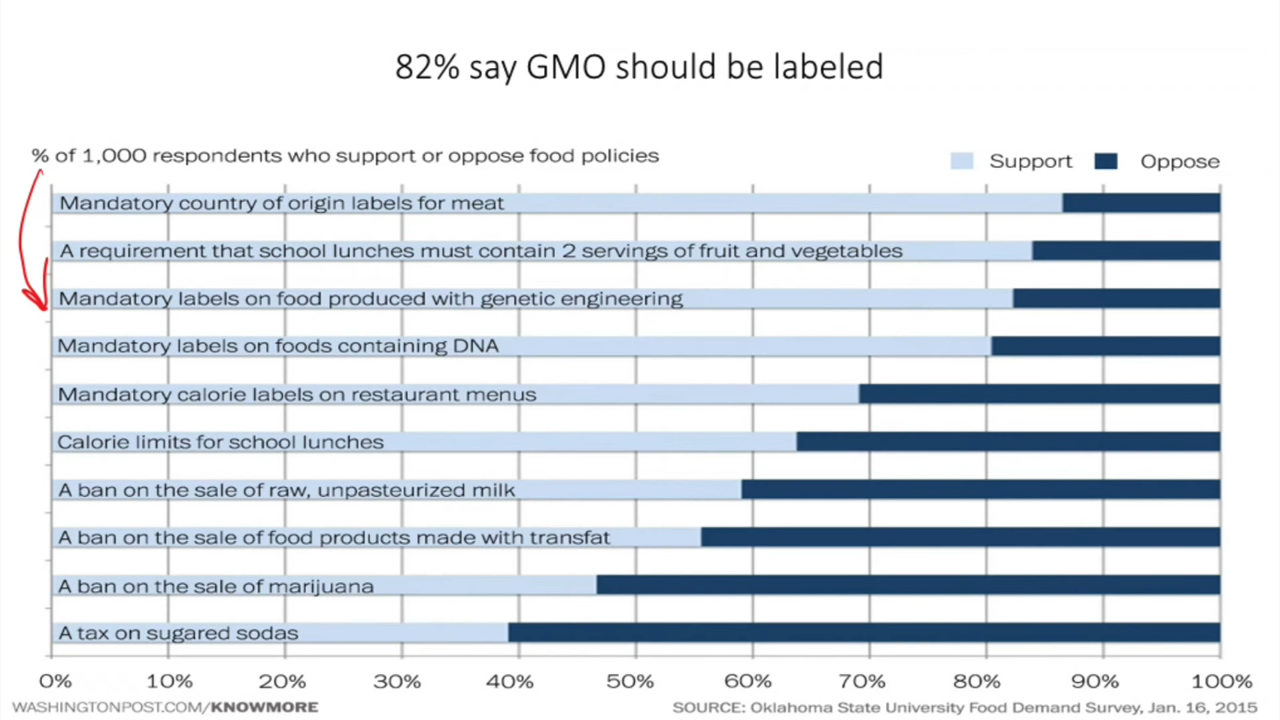 82% say GMO should be labeled
% of 1,000 respondents who support or oppose food policies
Support Oppose
Mandatory country of origin labels for meat
A requirement that school lunches must contain 2 servings of fruit and vegetables
Mandatory labels on food produced with genetic engineering
Mandatory labels on foods containing DNA
Mandatory calorie labels on restaurant menus
Calorie limits for school lunches
A ban on the sale of raw, unpasteurized milk
A ban on the sale of food products made with transfat
A ban on the sale of marijuana
A tax on sugared sodas
0% 10% 20% 30% 40% 50% 60% 70% 80% 90% 100%
WASHINGTONPOST.COM/KNOWMORE
SOURCE: Oklahoma State University Food Demand Survey, Jan. 16, 2015